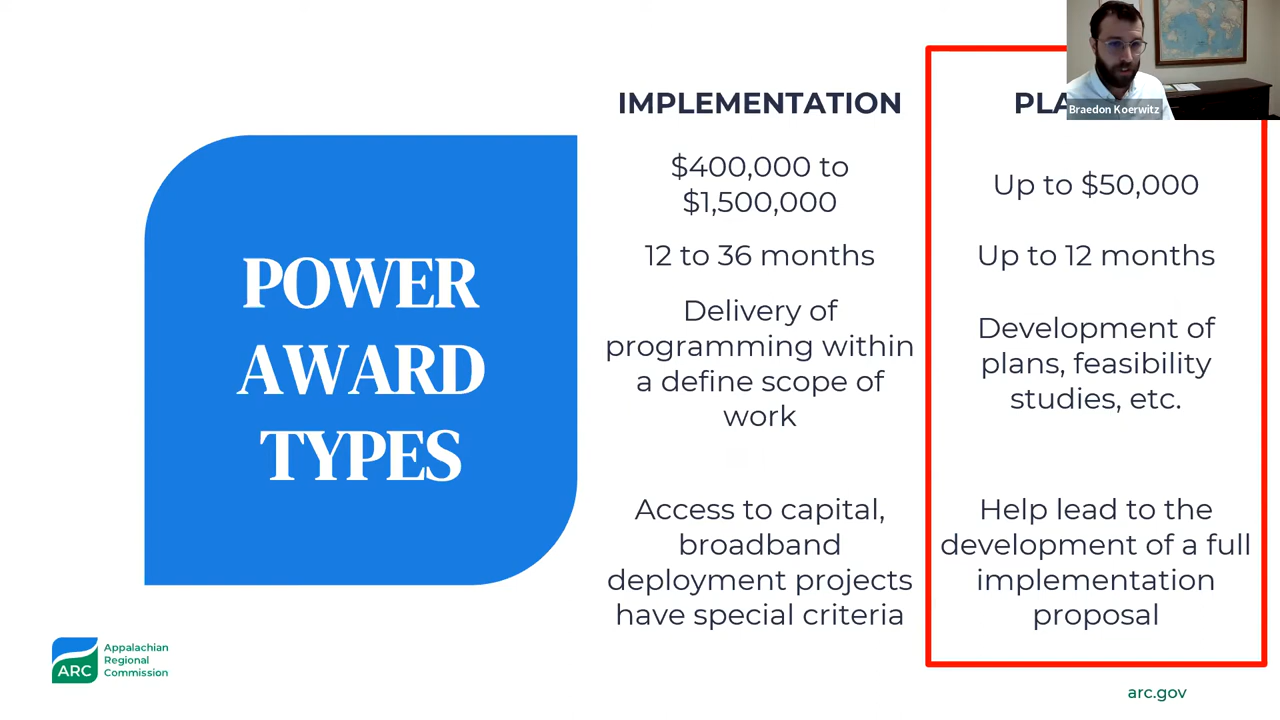 POWER
AWARD
TYPES
IMPLEMENTATION
$400,000 to
$1,500,000
12 to 36 months
Delivery of
programming within
a define scope of
work
Access to capital,
broadband
deployment projects
have special criteria
Up to $50,000
Up to 12 months
Development of
plans, feasibility
studies, etc.
Help lead to the
development of a full
implementation
proposal
Braedon Koerwitz
ARC
Appalachian
Regional
Commission
arc.gov